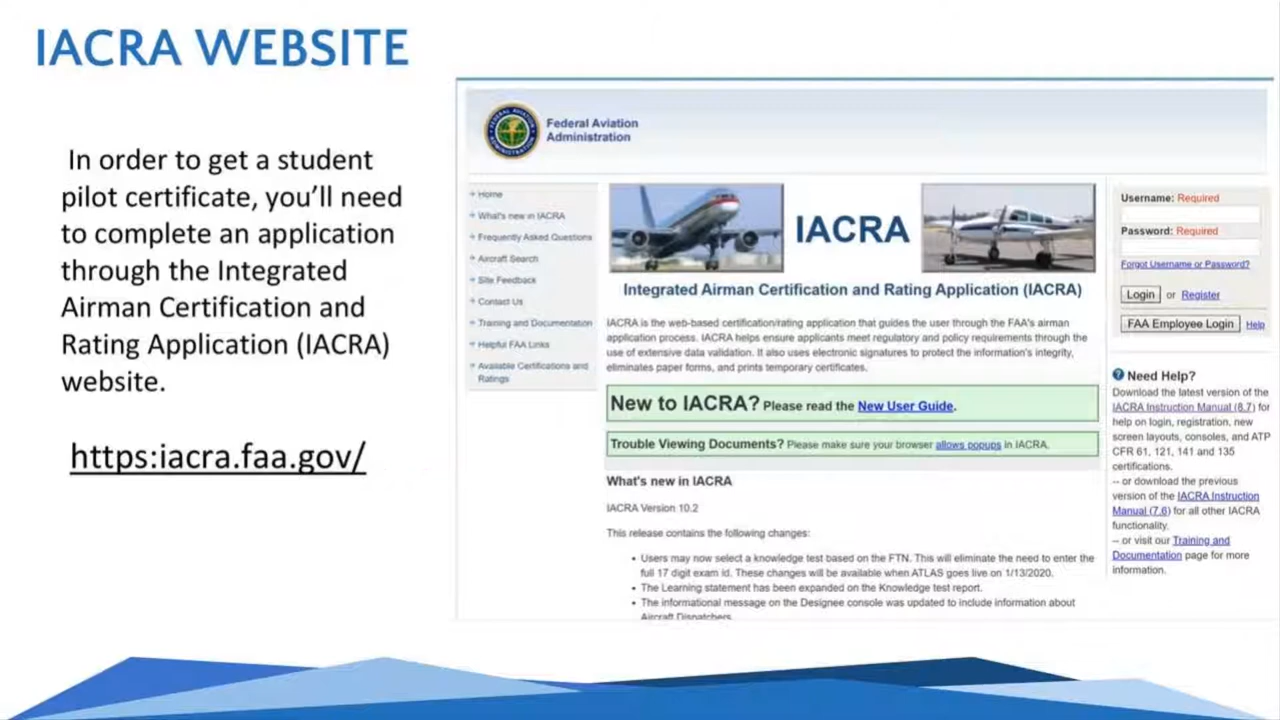 IACRA WEBSITE
In order to get a student
pilot certificate, you’ll need
to complete an application
through the Integrated
Airman Certification and
Rating Application (IACRA)
website.
https:iacra.faa.gov/
Federal Aviation
Administration
Home
What's new in IACRA
Frequently Asked Questions
Aircraft Search
Site Feedback
Contact Us
Training and Documentation
Helpful FAA Links
Available Certifications and
Ratings
IACRA
Integrated Airman Certification and Rating Application (IACRA)
IACRA is the web-based certification/rating application that guides the user through the FAA's airman
application process. IACRA helps ensure applicants meet regulatory and policy requirements through the
use of extensive data validation. It also uses electronic signatures to protect the information's integrity,
eliminates paper forms, and prints temporary certificates.
New to IACRA? Please read the New User Guide.
Trouble Viewing Documents? Please make sure your browser allows popups in IACRA.
What's new in IACRA
IACRA Version 10.2
This release contains the following changes:
• Users may now select a knowledge test based on the FTN. This will eliminate the need to enter the
full 17 digit exam id. These changes will be available when ATLAS goes live on 1/13/2020.
• The Learning statement has been expanded on the Knowledge test report.
• The informational message on the Designee console was updated to include information about
Aircraft Dispatchers.
Username: Required
Password: Required
Forgot Username or Password?
Login or Register
FAA Employee Login Help
Need Help?
Download the latest version of the
IACRA Instruction Manual (8.7) for
help on login, registration, new
screen layouts, consoles, and ATP
CFR 61, 121, 141 and 135
certifications.
-- or download the previous
version of the IACRA Instruction
Manual (7.6) for all other IACRA
functionality.
-- or visit our Training and
Documentation page for more
information.